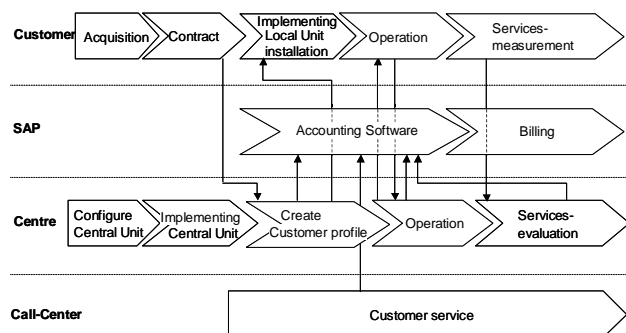 Customer
Acquisition
Contract
Implementing
Local Unit
installation
Operation
Services-
measurement
SAP
Accounting Software
Billing
Centre
Configure
Central Unit
Implementing
Central Unit
Create
Customer profile
Operation
Services-
evaluation
Call-Center
Customer service